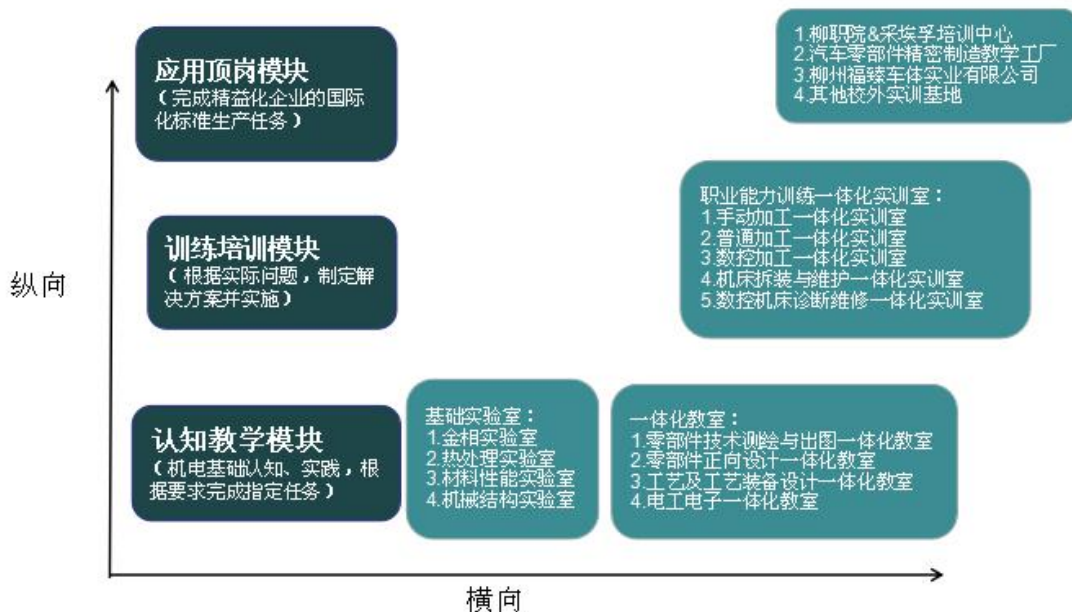 应用顶岗模块
（完成精益化企业的国际
化标准生产任务）
1.柳职院&采埃孚培训中心
2.汽车零部件精密制造教学工厂
3.柳州福臻车体实业有限公司
4.其他校外实训基地
纵向
训练培训模块
（根据实际问题，制定解
决方案并实施）
职业能力训练一体化实训室：
1.手动加工一体化实训室
2.普通加工一体化实训室
3.数控加工一体化实训室
4.机床拆装与维护一体化实训室
5.数控机床诊断维修一体化实训室
认知教学模块
（机电基础认知、实践，根
据要求完成指定任务）
基础实验室：
1.金相实验室
2.热处理实验室
3.材料性能实验室
4.机械结构实验室
一体化教室：
1.零部件技术测绘与出图一体化教室
2.零部件正向设计一体化教室
3.工艺及工艺装备设计一体化教室
4.电工电子一体化教室
横向